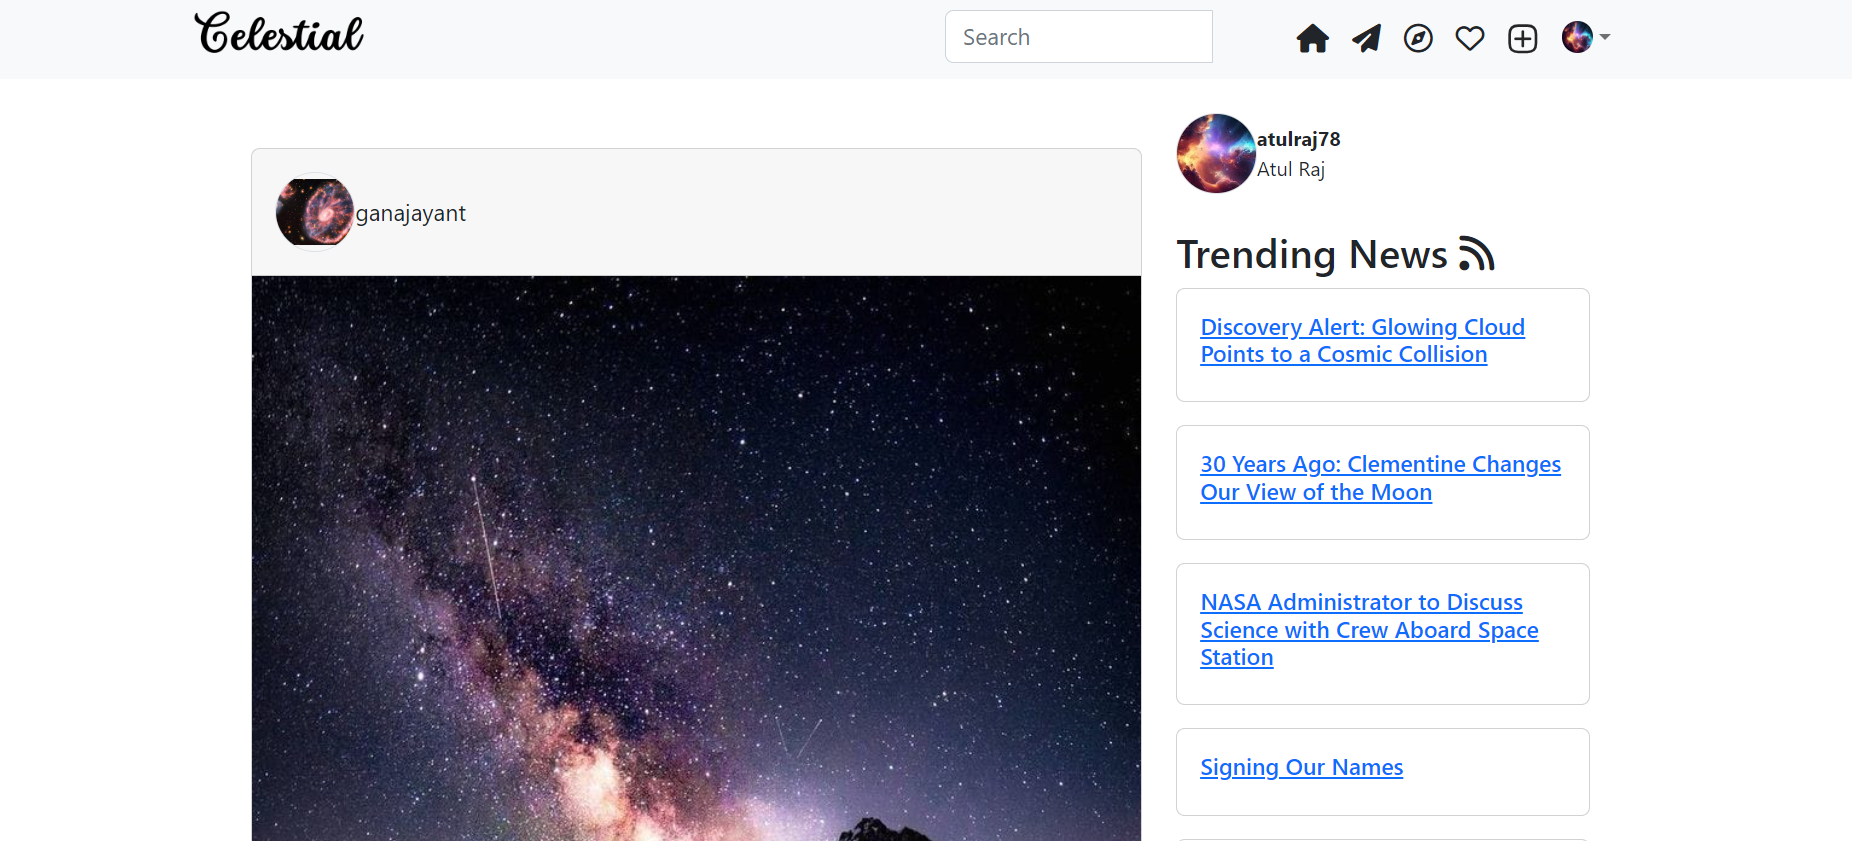 Celestial
Search
ganajayant
atulraj78
Atul Raj
Trending News
Discovery Alert: Glowing Cloud
Points to a Cosmic Collision
30 Years Ago: Clementine Changes
Our View of the Moon
NASA Administrator to Discuss
Science with Crew Aboard Space
Station
Signing Our Names